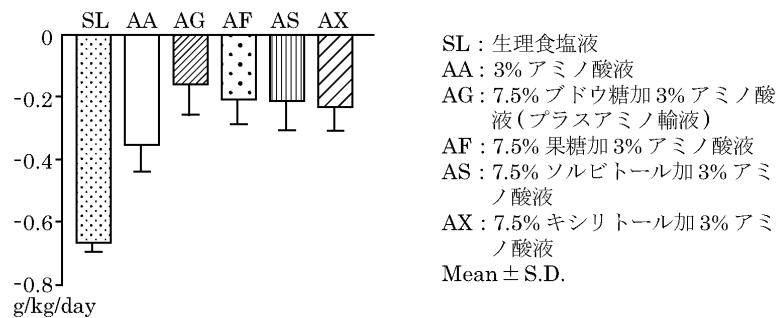 SL AA AG AF AS AX
0
-0.2
-0.4
-0.6
-0.8
g/kg/day
SL：生理食塩液
AA：3%アミノ酸液
AG：7.5%ブドウ糖加3%アミノ酸
液(プラスアミノ輸液)
AF：7.5%果糖加3%アミノ酸液
AS：7.5%ソルビトール加3%アミ
ノ酸液
AX：7.5%キシリトール加3%アミ
ノ酸液
Mean±S.D.